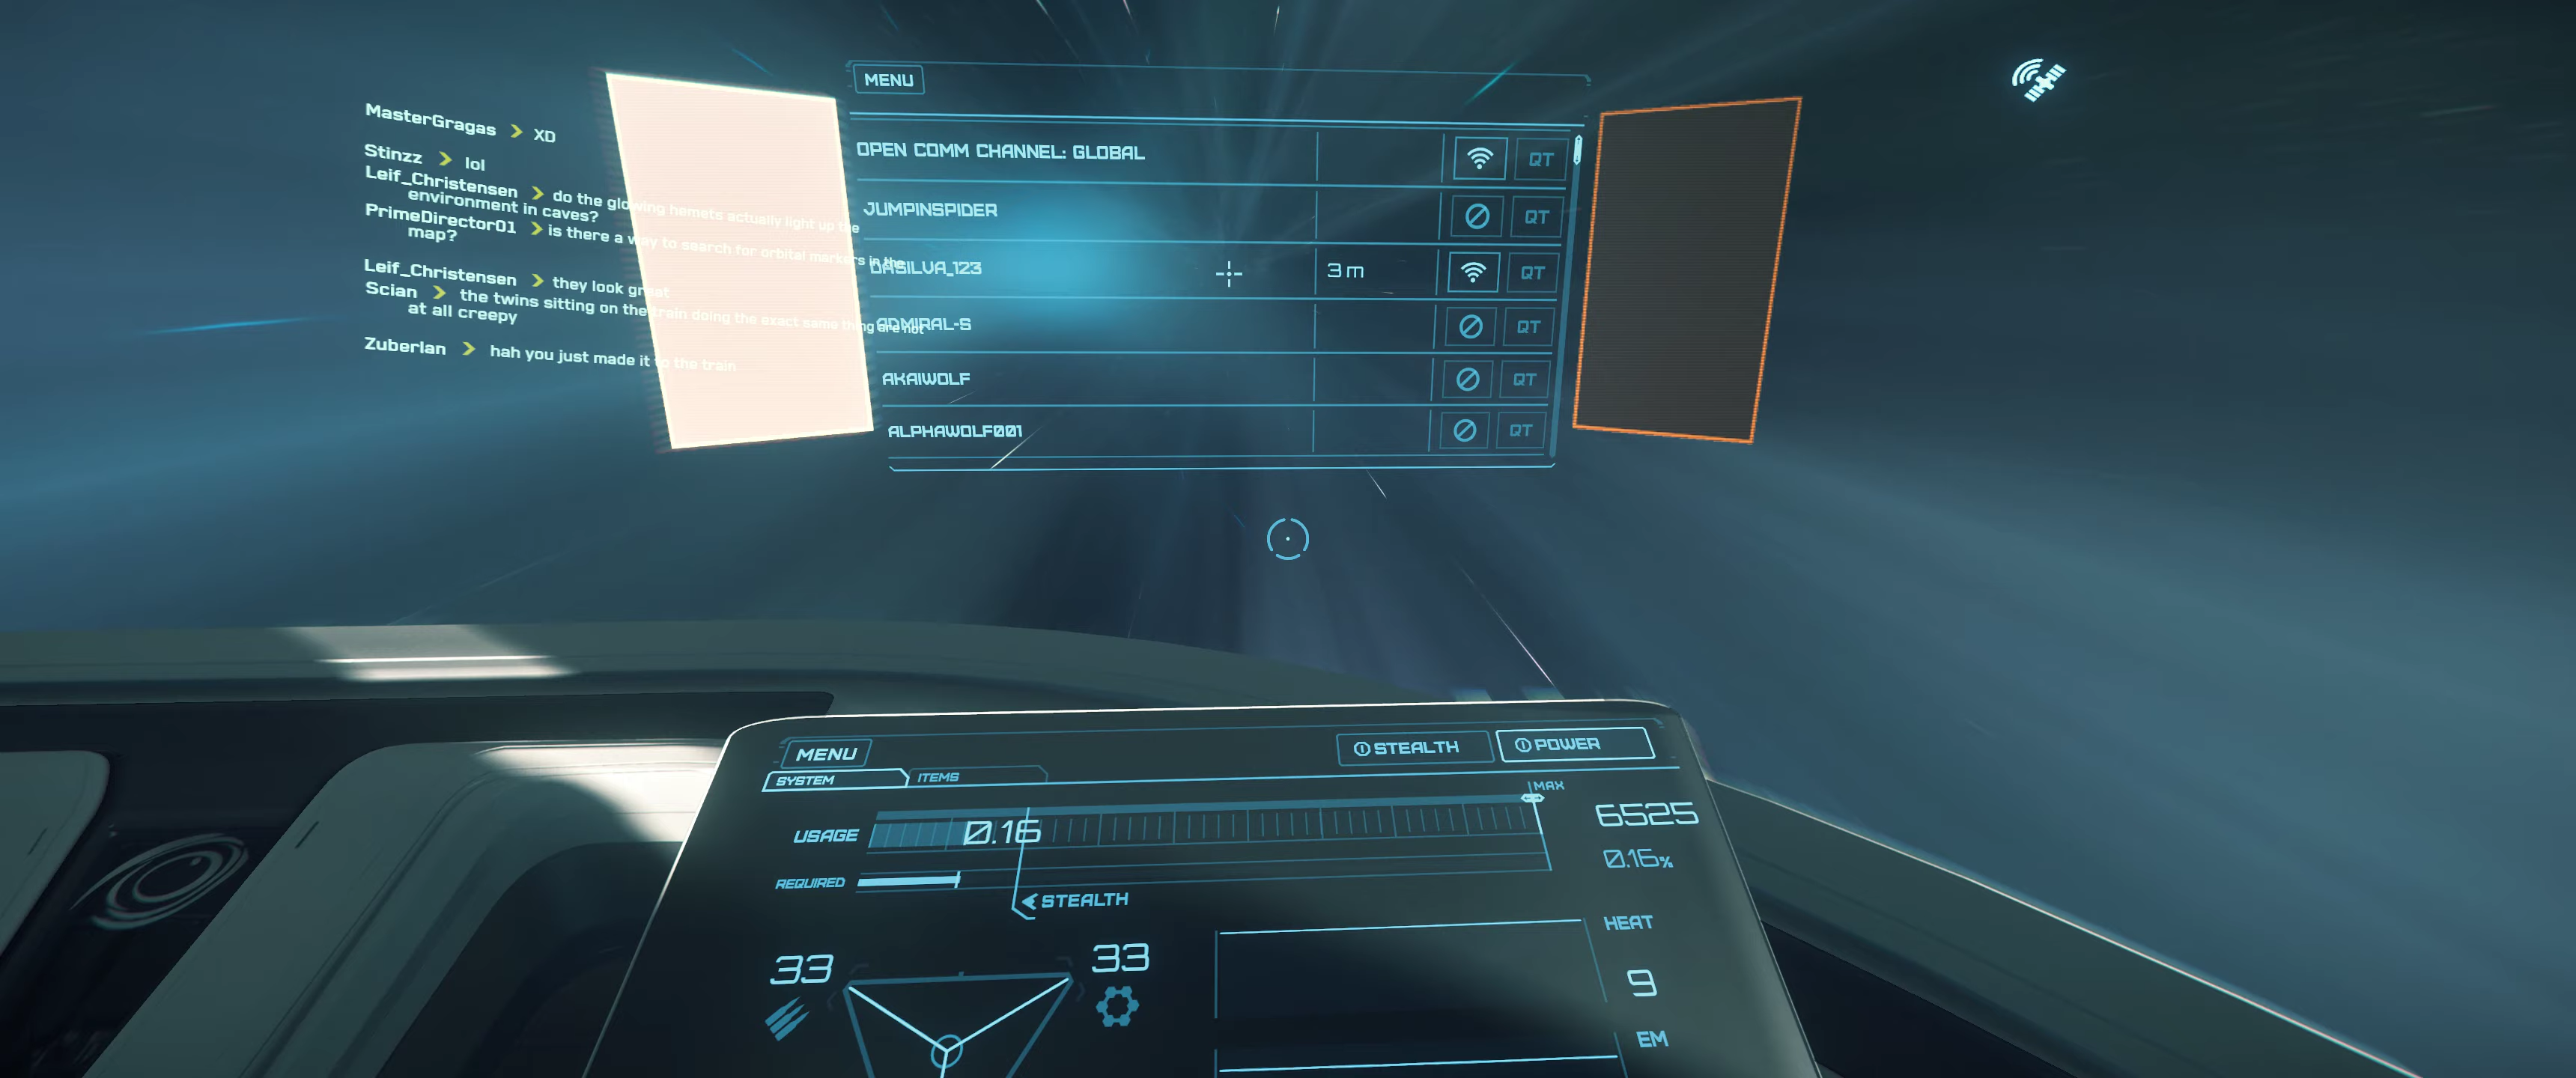 MasterGragas > XD
Stinzz > lol
Leif_Christensen > do the glowing hemets actually light up the
environment in caves?
PrimeDirector01 > is there a way to search for orbital markers in the
map?
Leif_Christensen > they look great
Scian > the twins sitting on the train doing the exact same thing are not
at all creepy
Zuberlan > hah you just made it to the train
MENU
OPEN COMM CHANNEL: GLOBAL QT
JUMPINSPIDER QT
DASILVA_123 3 m QT
ADMIRAL-S QT
AKAIWOLF QT
ALPHAWOLF001 QT
MENU STEALTH POWER
SYSTEM ITEMS
MAX
USAGE 0.16 6525
0.16%
REQUIRED
STEALTH
HEAT
33 33
9
EM